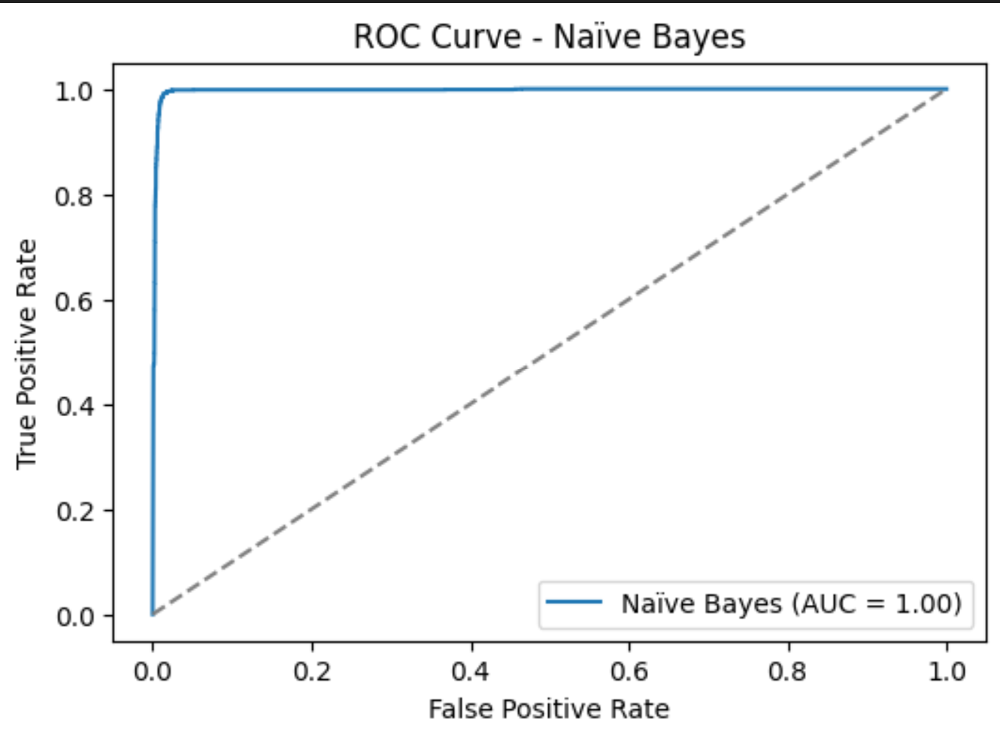 ROC Curve - Naïve Bayes
True Positive Rate
1.0
0.8
0.6
0.4
0.2
0.0
Naïve Bayes (AUC = 1.00)
0.0 0.2 0.4 0.6 0.8 1.0
False Positive Rate